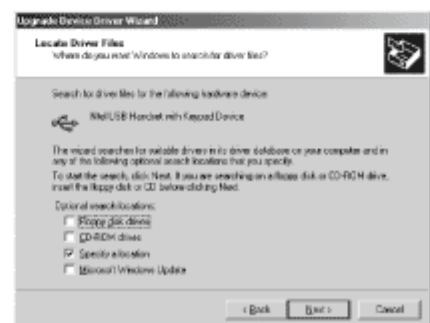 Upgrade Device Driver Wizard
Locate Driver Files
Where do you want Windows to search for driver files?
Search for driver files for the following hardware device:
USB Handset with Keypad Device
The wizard searches for suitable drivers in its driver database on your computer and in
any of the following optional search locations that you specify.
To start the search, click Next. If you are searching on a floppy disk or CD-ROM drive,
insert the floppy disk or CD before clicking Next.
Optional search locations:
Floppy disk drives
CD-ROM drives
Specify a location
Microsoft Windows Update
< Back
Next >
Cancel